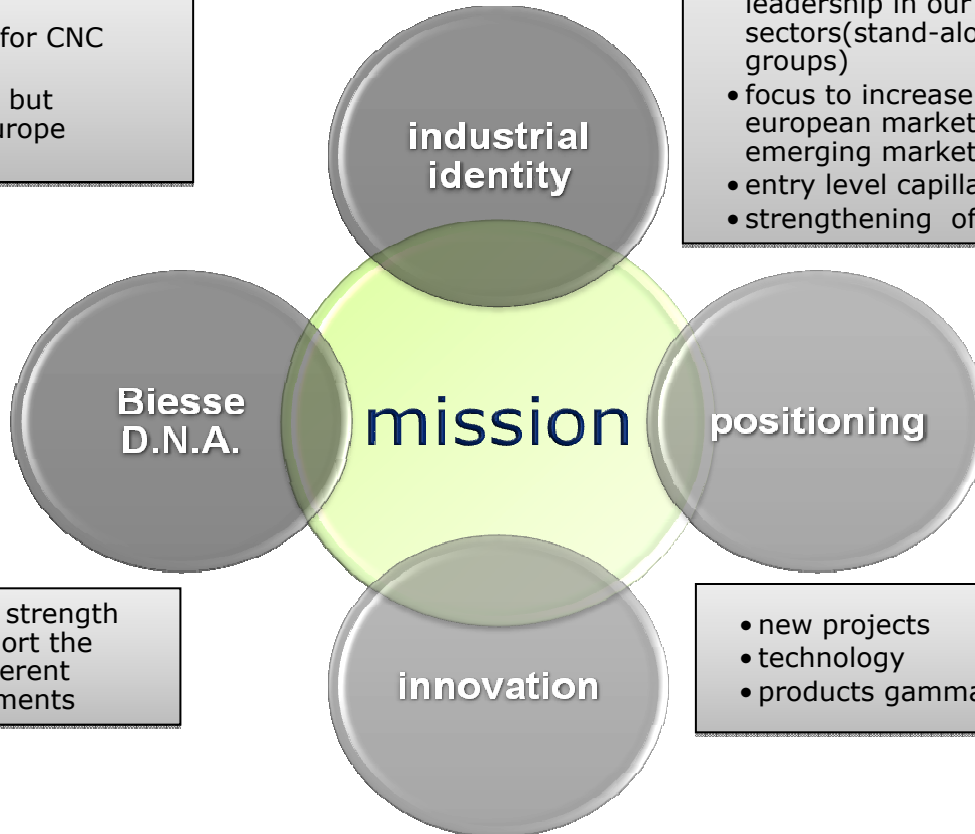 for CNC
but
urope
industrial
identity
leadership in our
sectors(stand-alo
groups)
• focus to increase
european market
emerging market
• entry level capilla
• strengthening of
Biesse
D.N.A.
mission
positioning
strength
ort the
erent
ments
innovation
• new projects
• technology
• products gamma